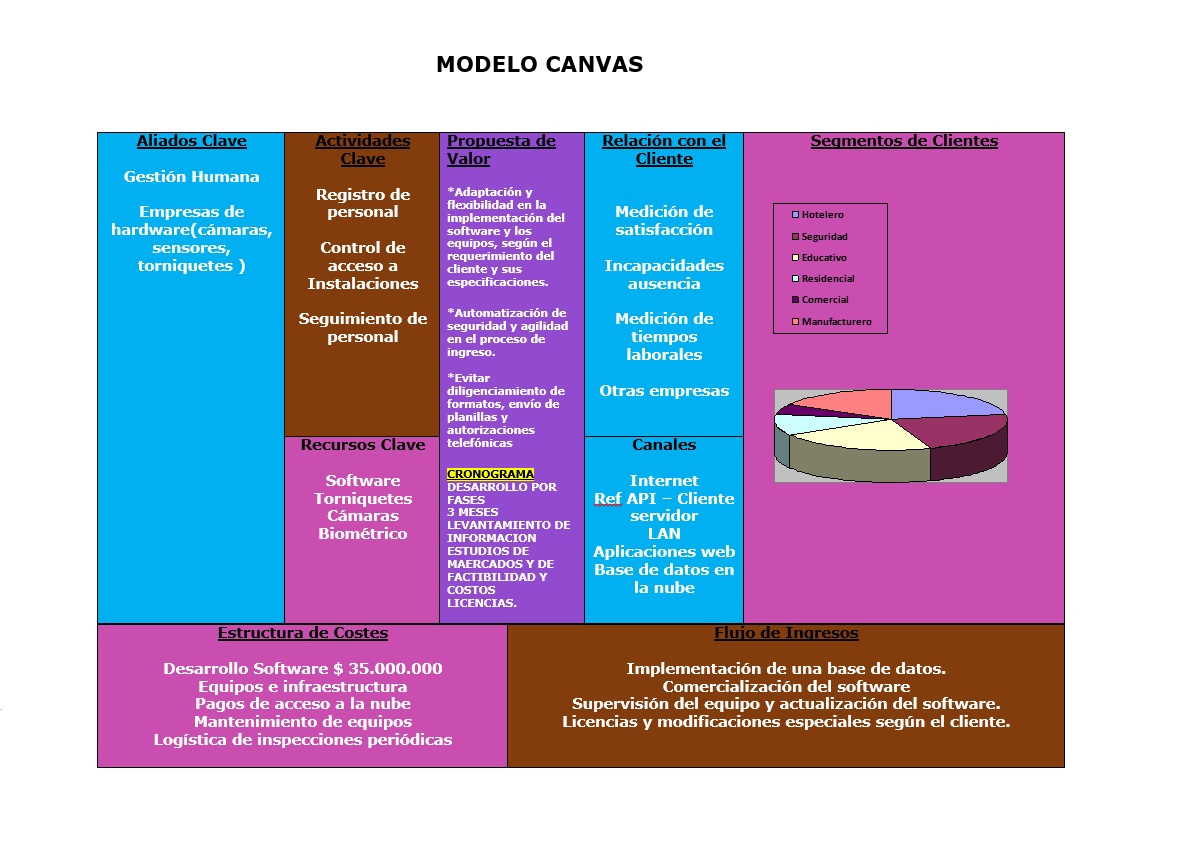 MODELO CANVAS
Aliados Clave
Gestión Humana
Empresas de
hardware(cámaras,
sensores,
torniquetes )
Actividades
Clave
Registro de
personal
Control de
acceso a
Instalaciones
Seguimiento de
personal
Recursos Clave
Software
Torniquetes
Cámaras
Biométrico
Propuesta de
Valor
*Adaptación y
flexibilidad en la
implementación del
software y los
equipos, según el
requerimiento del
cliente y sus
especificaciones.
*Automatización de
seguridad y agilidad
en el proceso de
ingreso.
*Evitar
diligenciamiento de
formatos, envío de
planillas y
autorizaciones
telefónicas
CRONOGRAMA
DESARROLLO POR
FASES
3 MESES
LEVANTAMIENTO DE
INFORMACION
ESTUDIOS DE
MAERCADOS Y DE
FACTIBILIDAD Y
COSTOS
LICENCIAS.
Relación con el
Cliente
Medición de
satisfacción
Incapacidades
ausencia
Medición de
tiempos
laborales
Otras empresas
Canales
Internet
Ref API – Cliente
servidor
LAN
Aplicaciones web
Base de datos en
la nube
Segmentos de Clientes
Hotelero
Seguridad
Educativo
Residencial
Comercial
Manufacturero
Estructura de Costes
Desarrollo Software $ 35.000.000
Equipos e infraestructura
Pagos de acceso a la nube
Mantenimiento de equipos
Logística de inspecciones periódicas
Flujo de Ingresos
Implementación de una base de datos.
Comercialización del software
Supervisión del equipo y actualización del software.
Licencias y modificaciones especiales según el cliente.